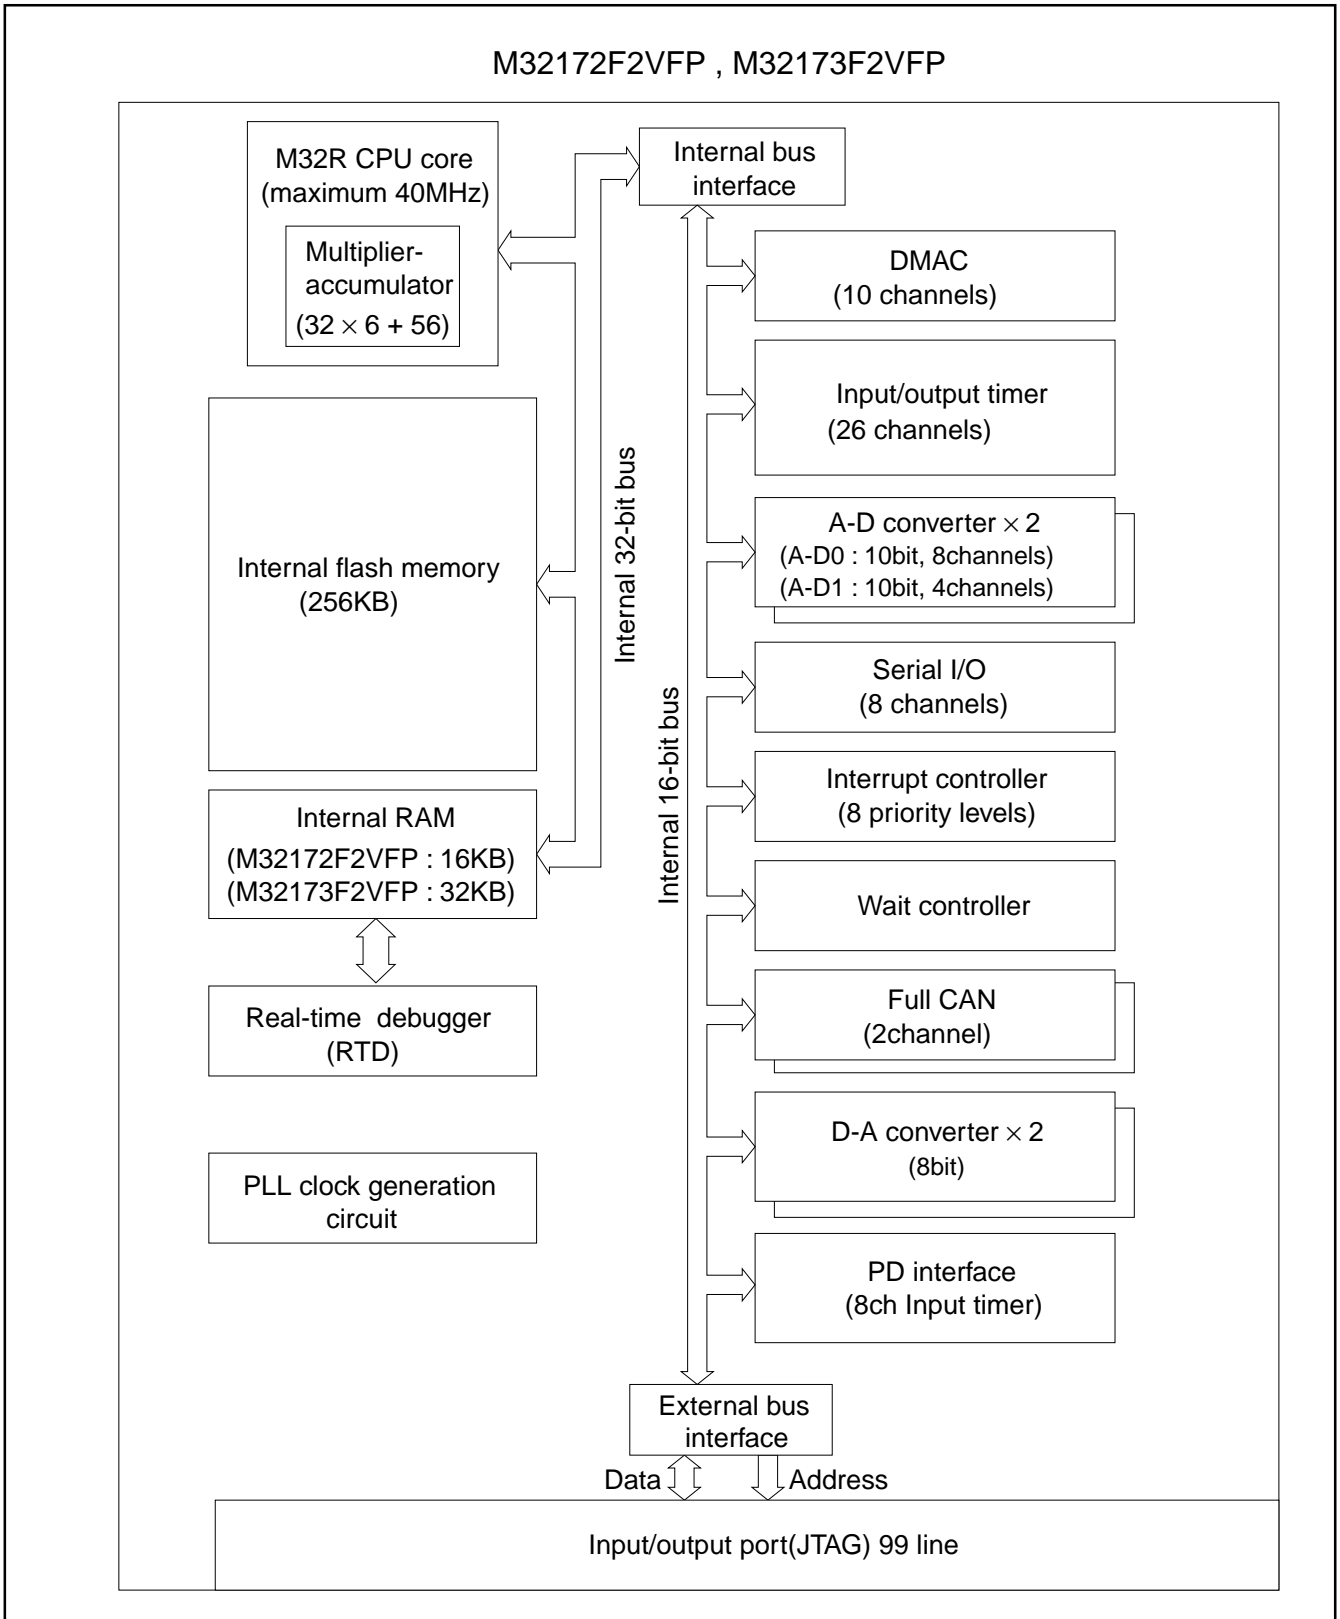 M32172F2VFP , M32173F2VFP
M32R CPU core
(maximum 40MHz)
Multiplier-
accumulator
(32 × 6 + 56)
Internal flash memory
(256KB)
Internal RAM
(M32172F2VFP : 16KB)
(M32173F2VFP : 32KB)
Real-time debugger
(RTD)
PLL clock generation
circuit
Internal 32-bit bus
Internal 16-bit bus
Internal bus
interface
DMAC
(10 channels)
Input/output timer
(26 channels)
A-D converter × 2
(A-D0 : 10bit, 8channels)
(A-D1 : 10bit, 4channels)
Serial I/O
(8 channels)
Interrupt controller
(8 priority levels)
Wait controller
Full CAN
(2channel)
D-A converter × 2
(8bit)
PD interface
(8ch Input timer)
External bus
interface
Data
Address
Input/output port(JTAG) 99 line